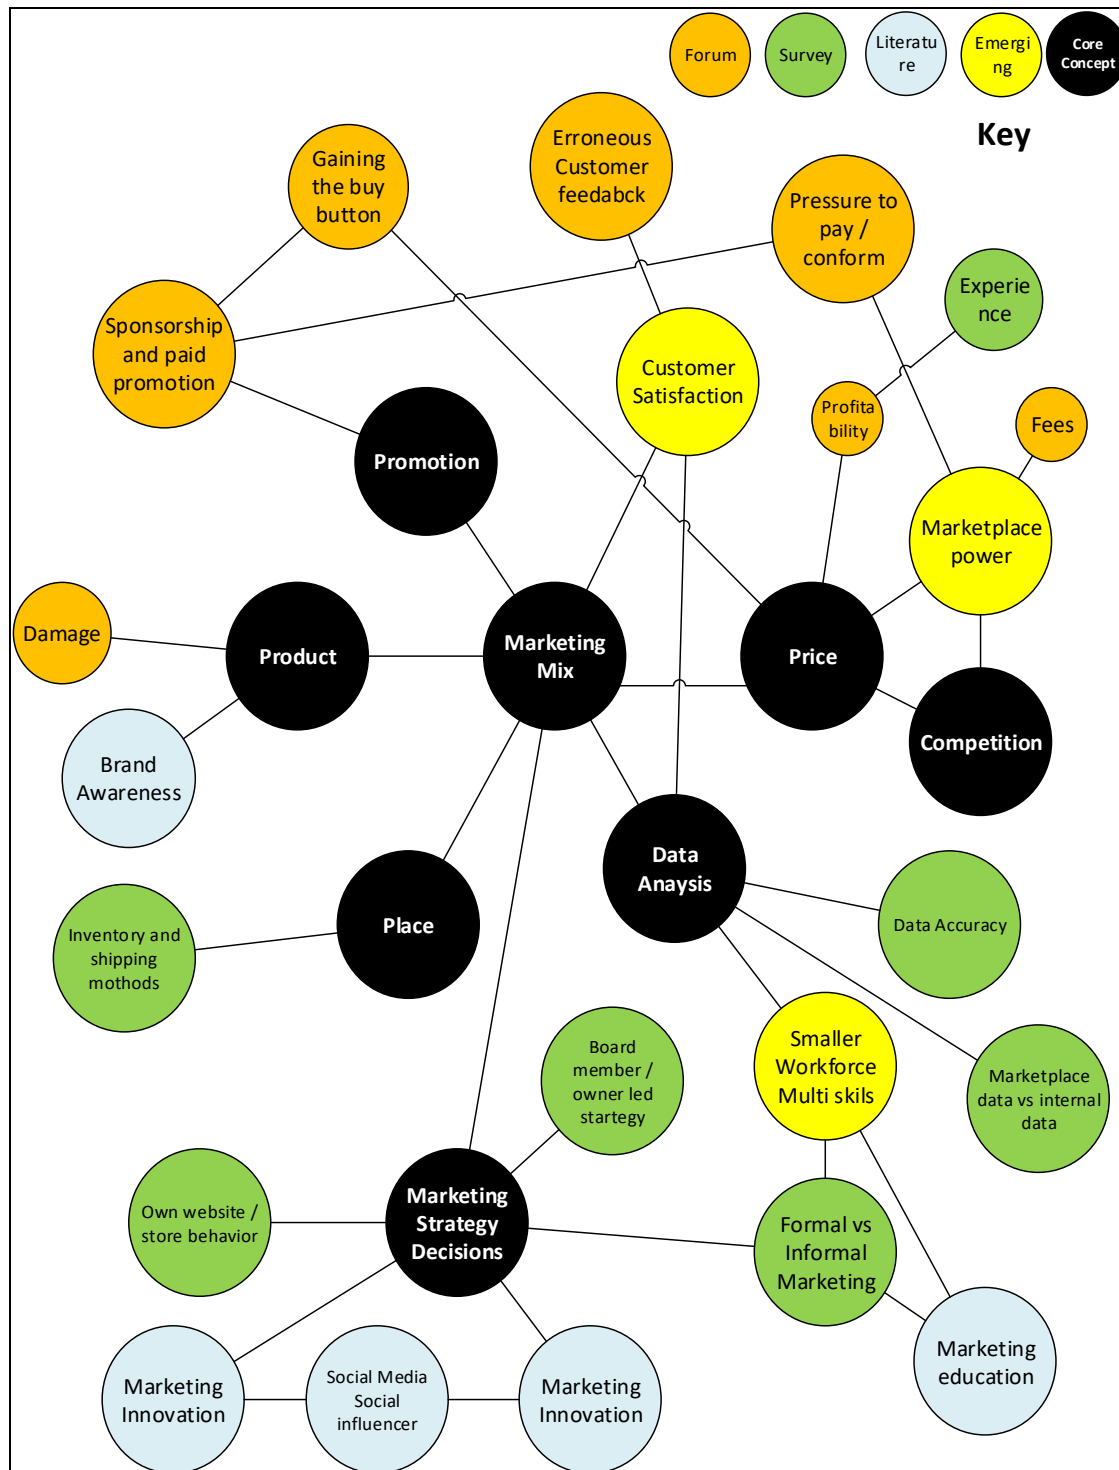 Forum
Survey
Literatu
re
Emergi
ng
Core
Concept
Key
Erroneous
Customer
feedabck
Gaining
the buy
button
Pressure to
pay /
conform
Experie
nce
Sponsorship
and paid
promotion
Customer
Satisfaction
Profita
bility
Fees
Promotion
Marketplace
power
Damage
Product
Marketing
Mix
Price
Competition
Brand
Awareness
Data
Anaysis
Place
Data Accuracy
Inventory and
shipping
mothods
Board
member /
owner led
startegy
Smaller
Workforce
Multi skils
Marketplace
data vs internal
data
Own website /
store behavior
Marketing
Strategy
Decisions
Formal vs
Informal
Marketing
Marketing
education
Marketing
Innovation
Social Media
Social
influencer
Marketing
Innovation